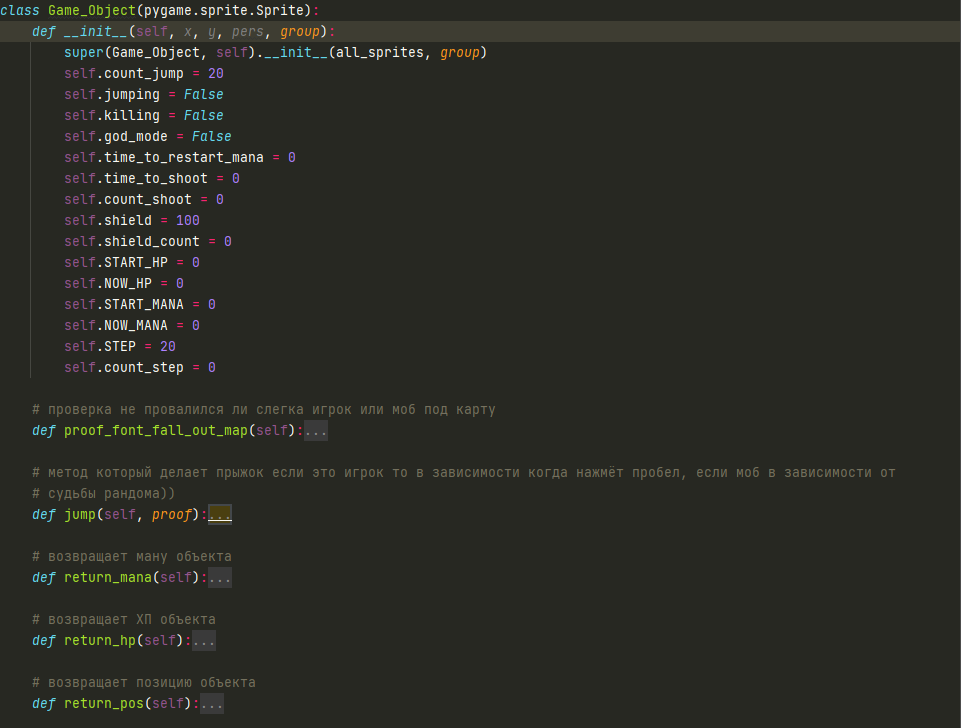 class Game_Object(pygame.sprite.Sprite):
def __init__(self, x, y, pers, group):
super(Game_Object, self).__init__(all_sprites, group)
self.count_jump = 20
self.jumping = False
self.killing = False
self.god_mode = False
self.time_to_restart_mana = 0
self.time_to_shoot = 0
self.count_shoot = 0
self.shield = 100
self.shield_count = 0
self.START_HP = 0
self.NOW_HP = 0
self.START_MANA = 0
self.NOW_MANA = 0
self.STEP = 20
self.count_step = 0
# проверка не провалился ли слегка игрок или моб под карту
def proof_font_fall_out_map(self):...
# метод который делает прыжок если это игрок то в зависимости когда нажмёт пробел, если моб в зависимости от
# судьбы рандома))
def jump(self, proof):...
# возвращает ману объекта
def return_mana(self):...
# возвращает ХП объекта
def return_hp(self):...
# возвращает позицию объекта
def return_pos(self):...